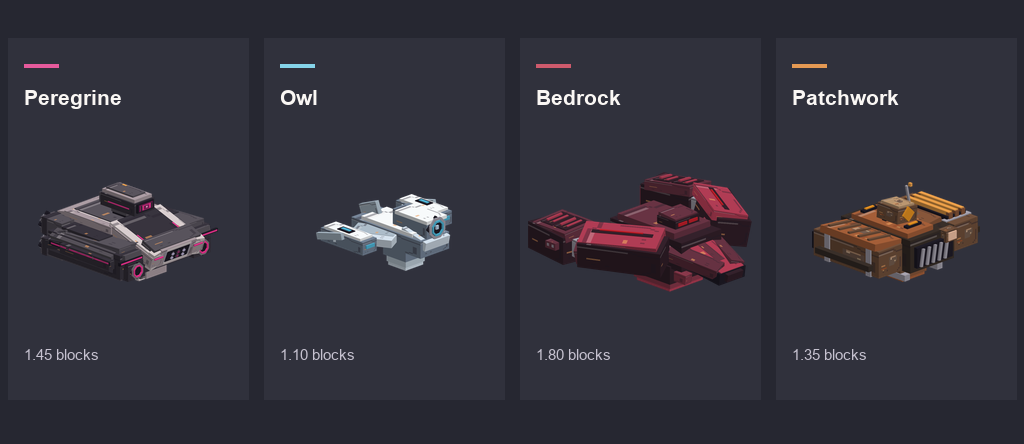 Peregrine
Owl
Bedrock
Patchwork
1.45 blocks
1.10 blocks
1.80 blocks
1.35 blocks